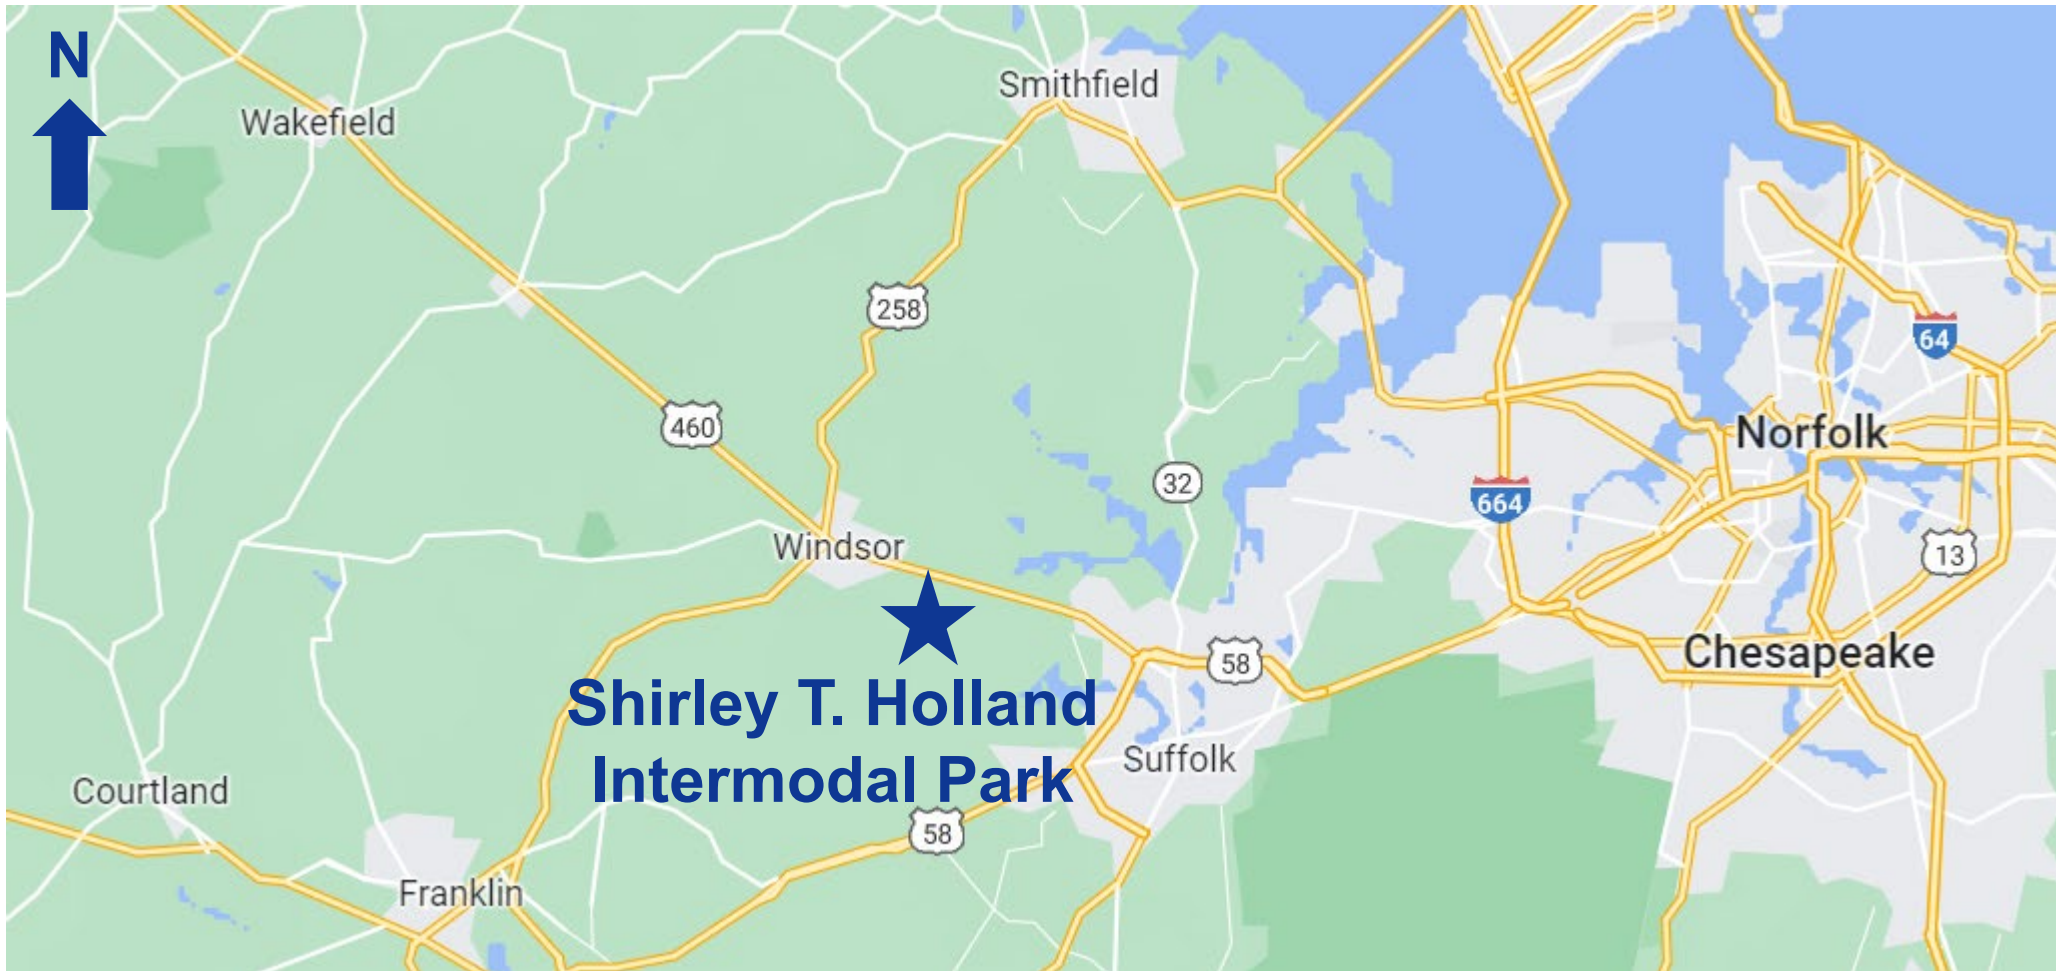 N
Smithfield
Wakefield
258
64
460
Norfolk
32
664
Windsor
13
Chesapeake
58
Shirley T. Holland
Intermodal Park
Suffolk
Courtland
58
Franklin